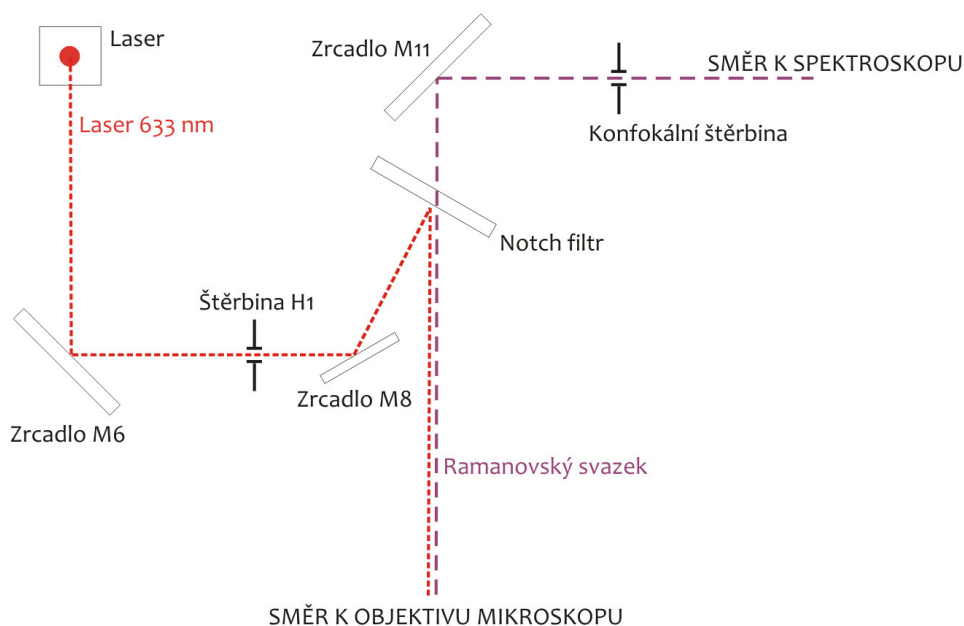 Laser
Zrcadlo M11
SMĚR K SPEKTROSKOPU
Laser 633 nm
Konfokální štěrbina
Notch filtr
Štěrbina H1
Zrcadlo M8
Zrcadlo M6
Ramanovský svazek
SMĚR K OBJEKTIVU MIKROSKOPU